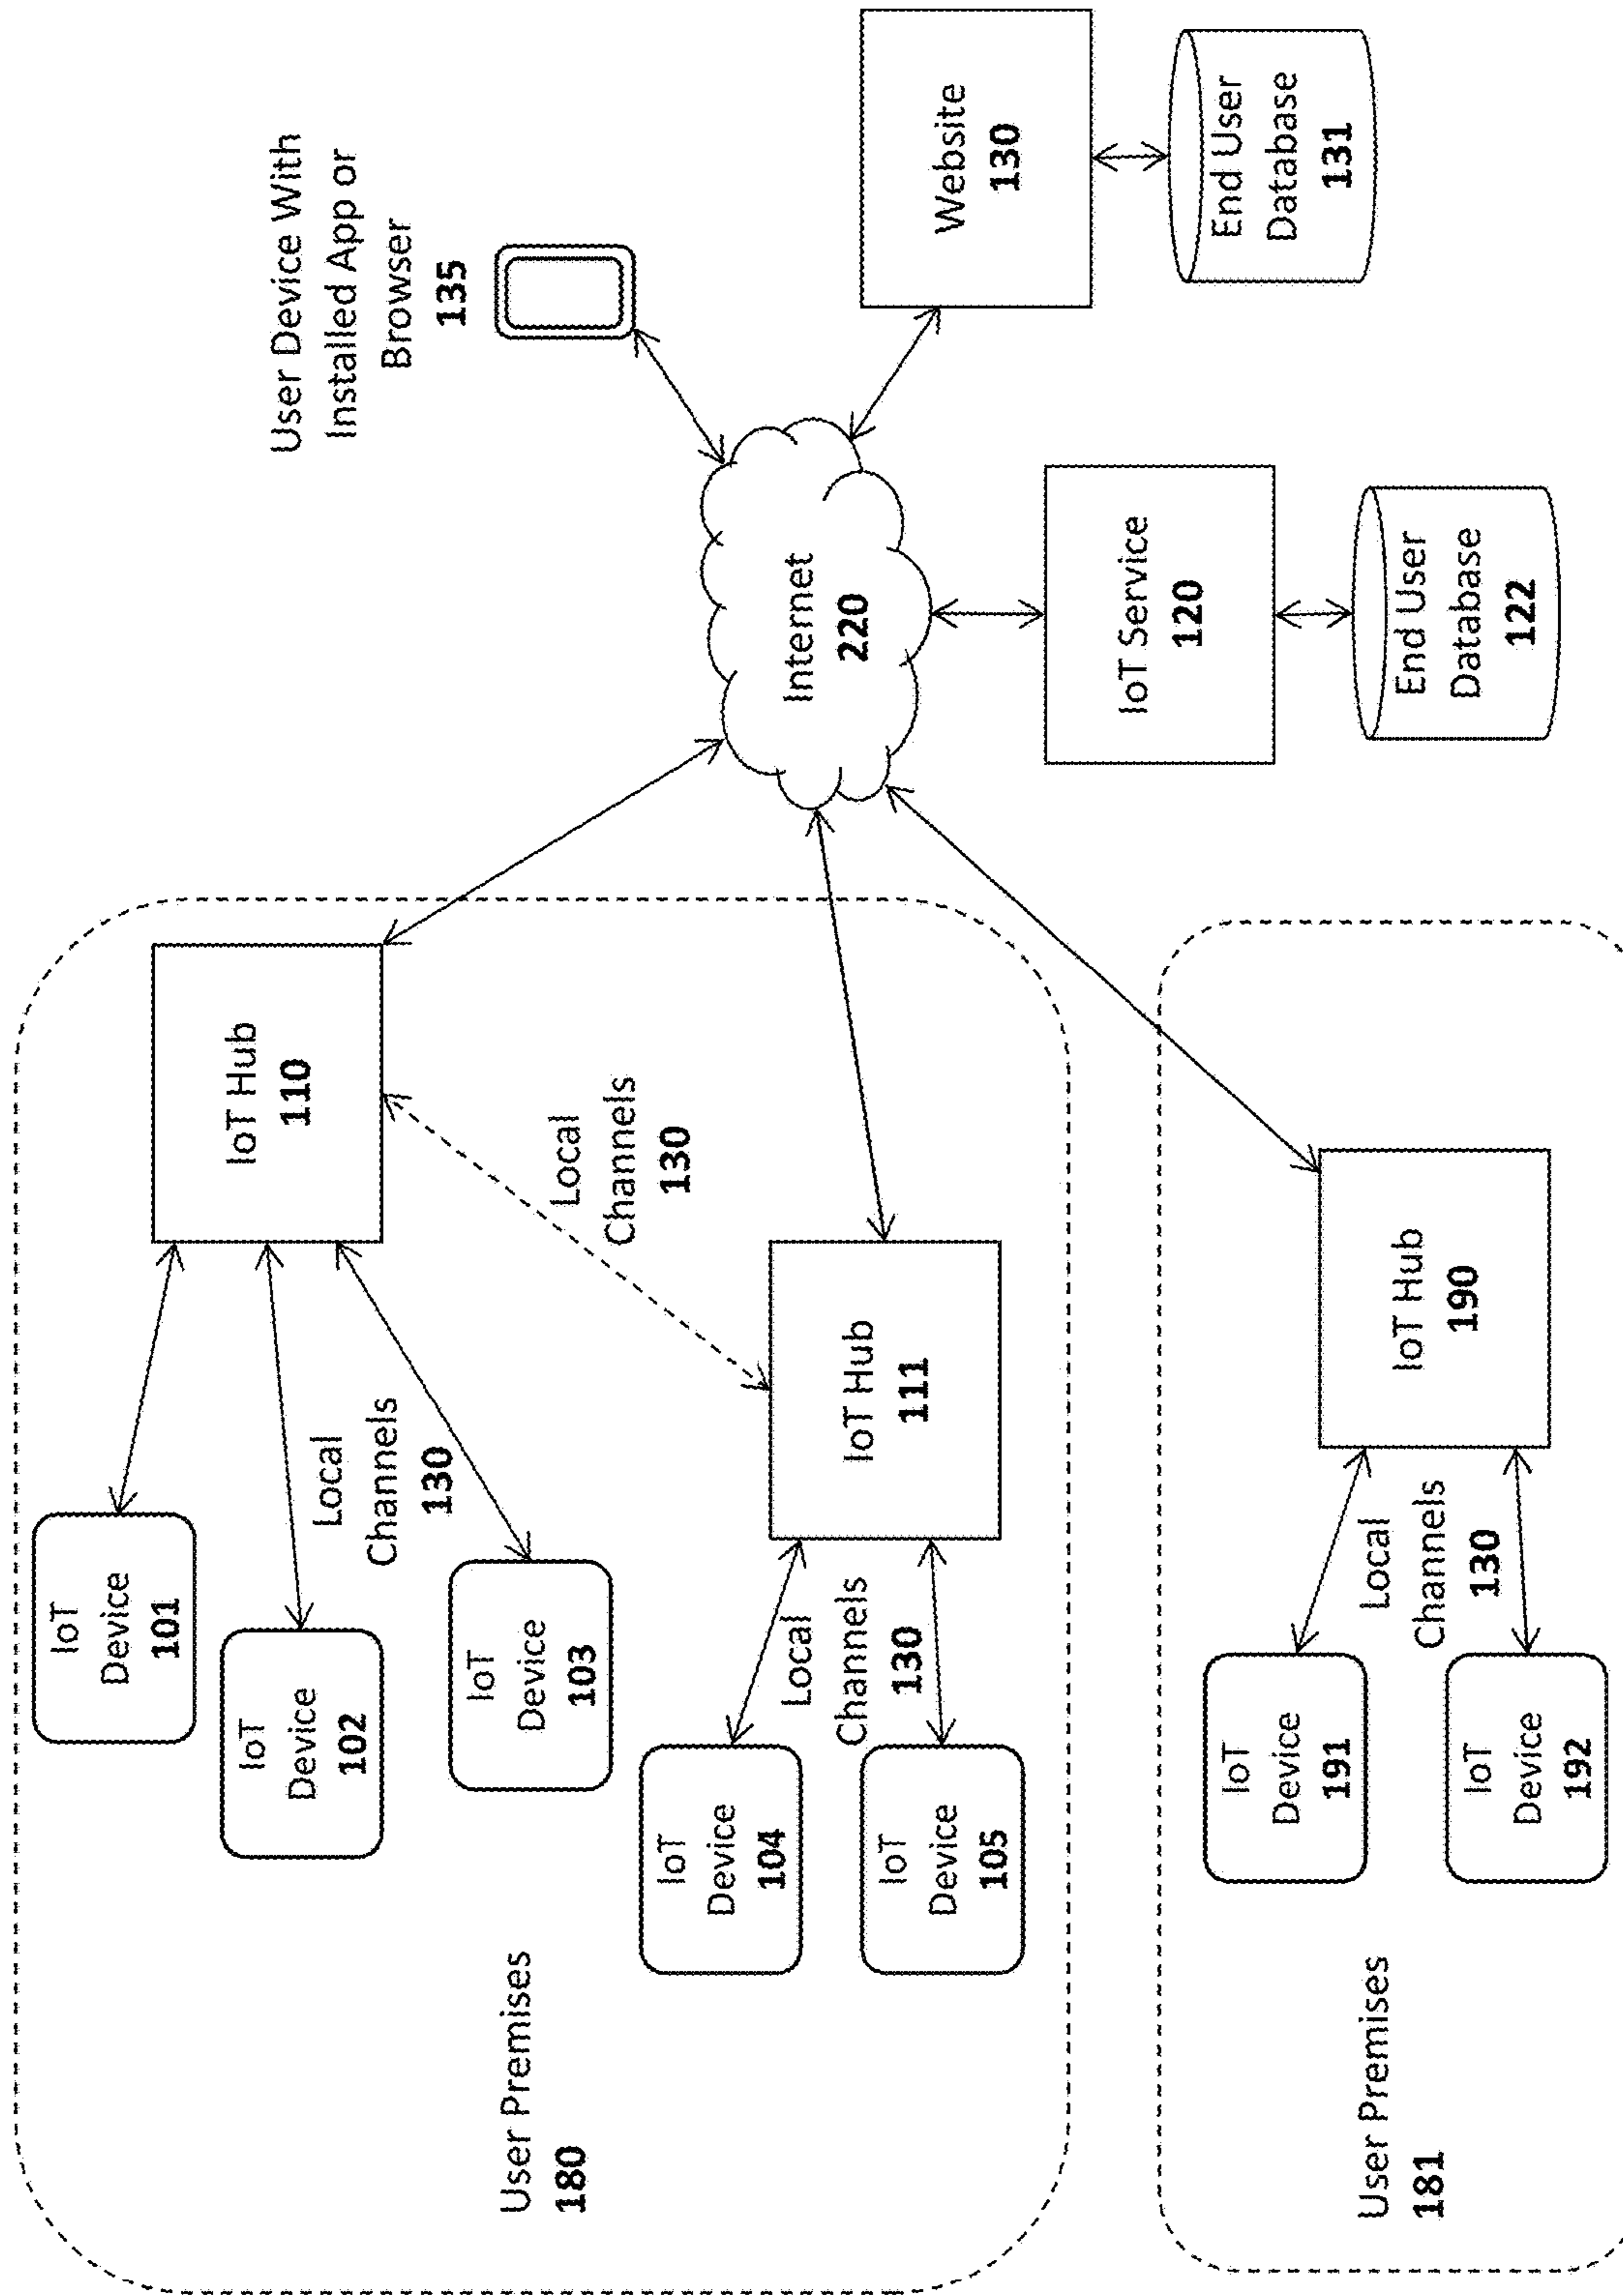 User Premises
180
IoT
Device
101
IoT
Device
102
IoT
Device
103
Local
Channels
130
IoT Hub
110
Local
Channels
130
IoT
Device
104
IoT
Device
105
Local
Channels
130
IoT Hub
111
User Premises
181
IoT
Device
191
IoT
Device
192
Local
Channels
130
IoT Hub
190
Internet
220
User Device With
Installed App or
Browser
135
Website
130
End User
Database
131
IoT Service
120
End User
Database
122